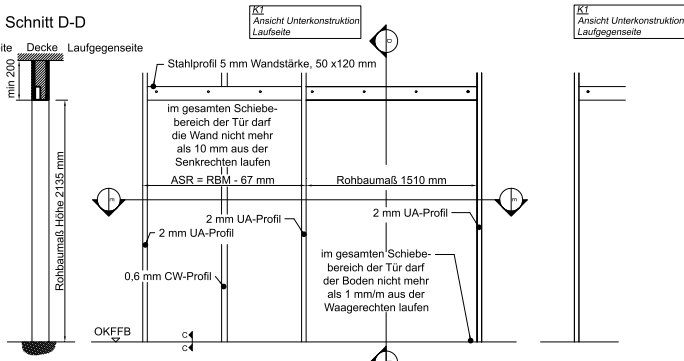 Schnitt D-D
K1
Ansicht Unterkonstruktion
Laufseite
K1
Ansicht Unterkonstruktion
Laufgegenseite
eite Decke Laufgegenseite
min 200
Stahlprofil 5 mm Wandstärke, 50 x120 mm
im gesamten Schiebe-
bereich der Tür darf
die Wand nicht mehr
als 10 mm aus der
Senkrechten laufen
ASR = RBM - 67 mm
Rohbaumaß 1510 mm
Rohbaumaß Höhe 2135 mm
2 mm UA-Profil
2 mm UA-Profil
2 mm UA-Profil
0,6 mm CW-Profil
im gesamten Schiebe-
bereich der Tür darf
der Boden nicht mehr
als 1 mm/m aus der
Waagerechten laufen
OKFFB
C
C